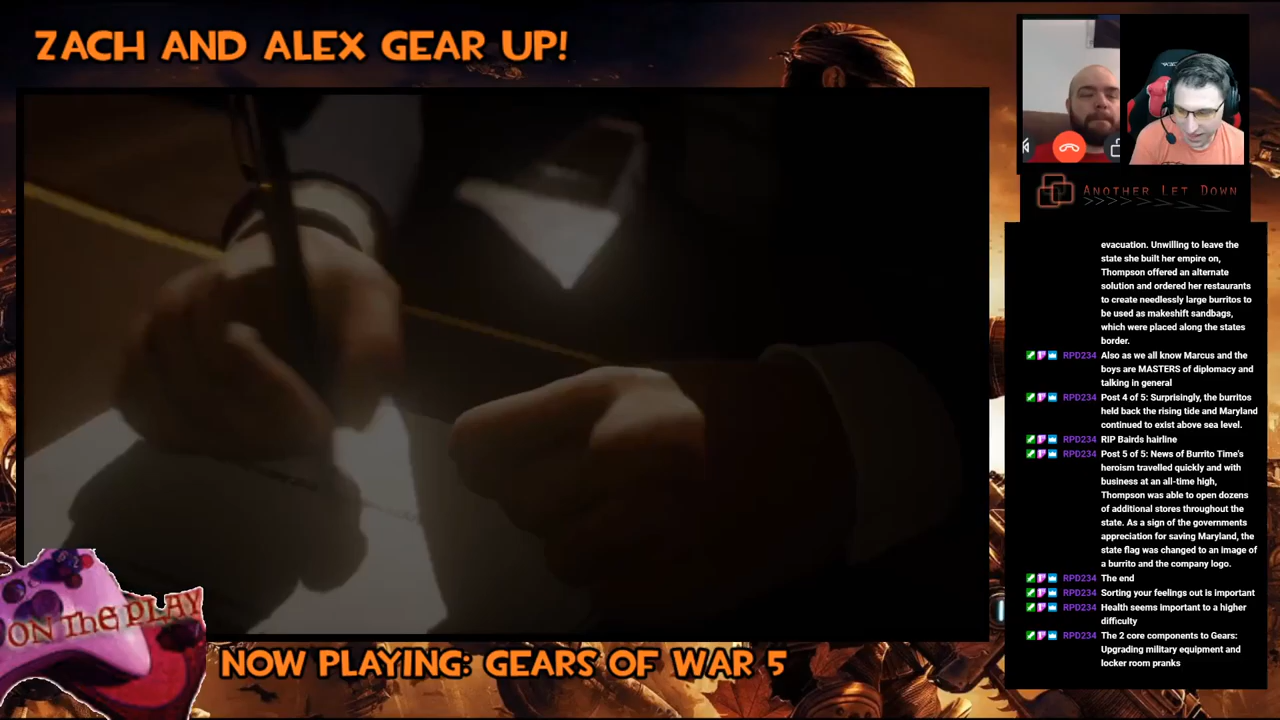 ZACH AND ALEX GEAR UP!
ANOTHER LET DOWN
evacuation. Unwilling to leave the
state she built her empire on,
Thompson offered an alternate
solution and ordered her restaurants
to create needlessly large burritos to
be used as makeshift sandbags,
which were placed along the states
border.
RPD234 Also as we all know Marcus and the
boys are MASTERS of diplomacy and
talking in general
RPD234 Post 4 of 5: Surprisingly, the burritos
held back the rising tide and Maryland
continued to exist above sea level.
RPD234 RIP Bairds hairline
RPD234 Post 5 of 5: News of Burrito Time's
heroism travelled quickly and with
business at an all-time high,
Thompson was able to open dozens
of additional stores throughout the
state. As a sign of the governments
appreciation for saving Maryland, the
state flag was changed to an image of
a burrito and the company logo.
RPD234 The end
RPD234 Sorting your feelings out is important
RPD234 Health seems important to a higher
difficulty
RPD234 The 2 core components to Gears:
Upgrading military equipment and
locker room pranks
ON THE PLAY
NOW PLAYING: GEARS OF WAR 5